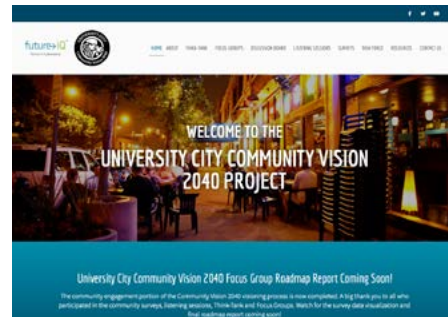 future»iQ
HOME ABOUT THINK-TANK FOCUS GROUPS DISCUSSION BOARD LISTENING SESSIONS SURVEYS TASK FORCE RESOURCES CONTACT US
WELCOME TO THE
UNIVERSITY CITY COMMUNITY VISION
2040 PROJECT
University City Community Vision 2040 Focus Group Roadmap Report Coming Soon!
The community engagement portion of the Community Vision 2040 visioning process is now completed. A big thank you to all who
participated in the community surveys, listening sessions, Think-Tank and Focus Groups. Watch for the survey data visualization and
final roadmap report coming soon!